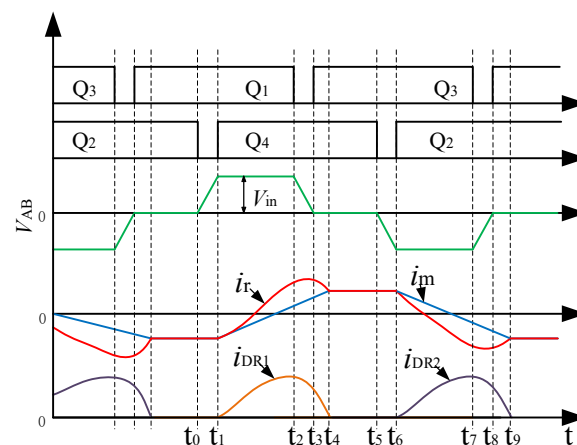 Q3 Q1 Q3
Q2 Q4 Q2
0
VAB
Vin
ir im
0
iDR1 iDR2
0
t0 t1 t2 t3 t4 t5 t6 t7 t8 t9 t